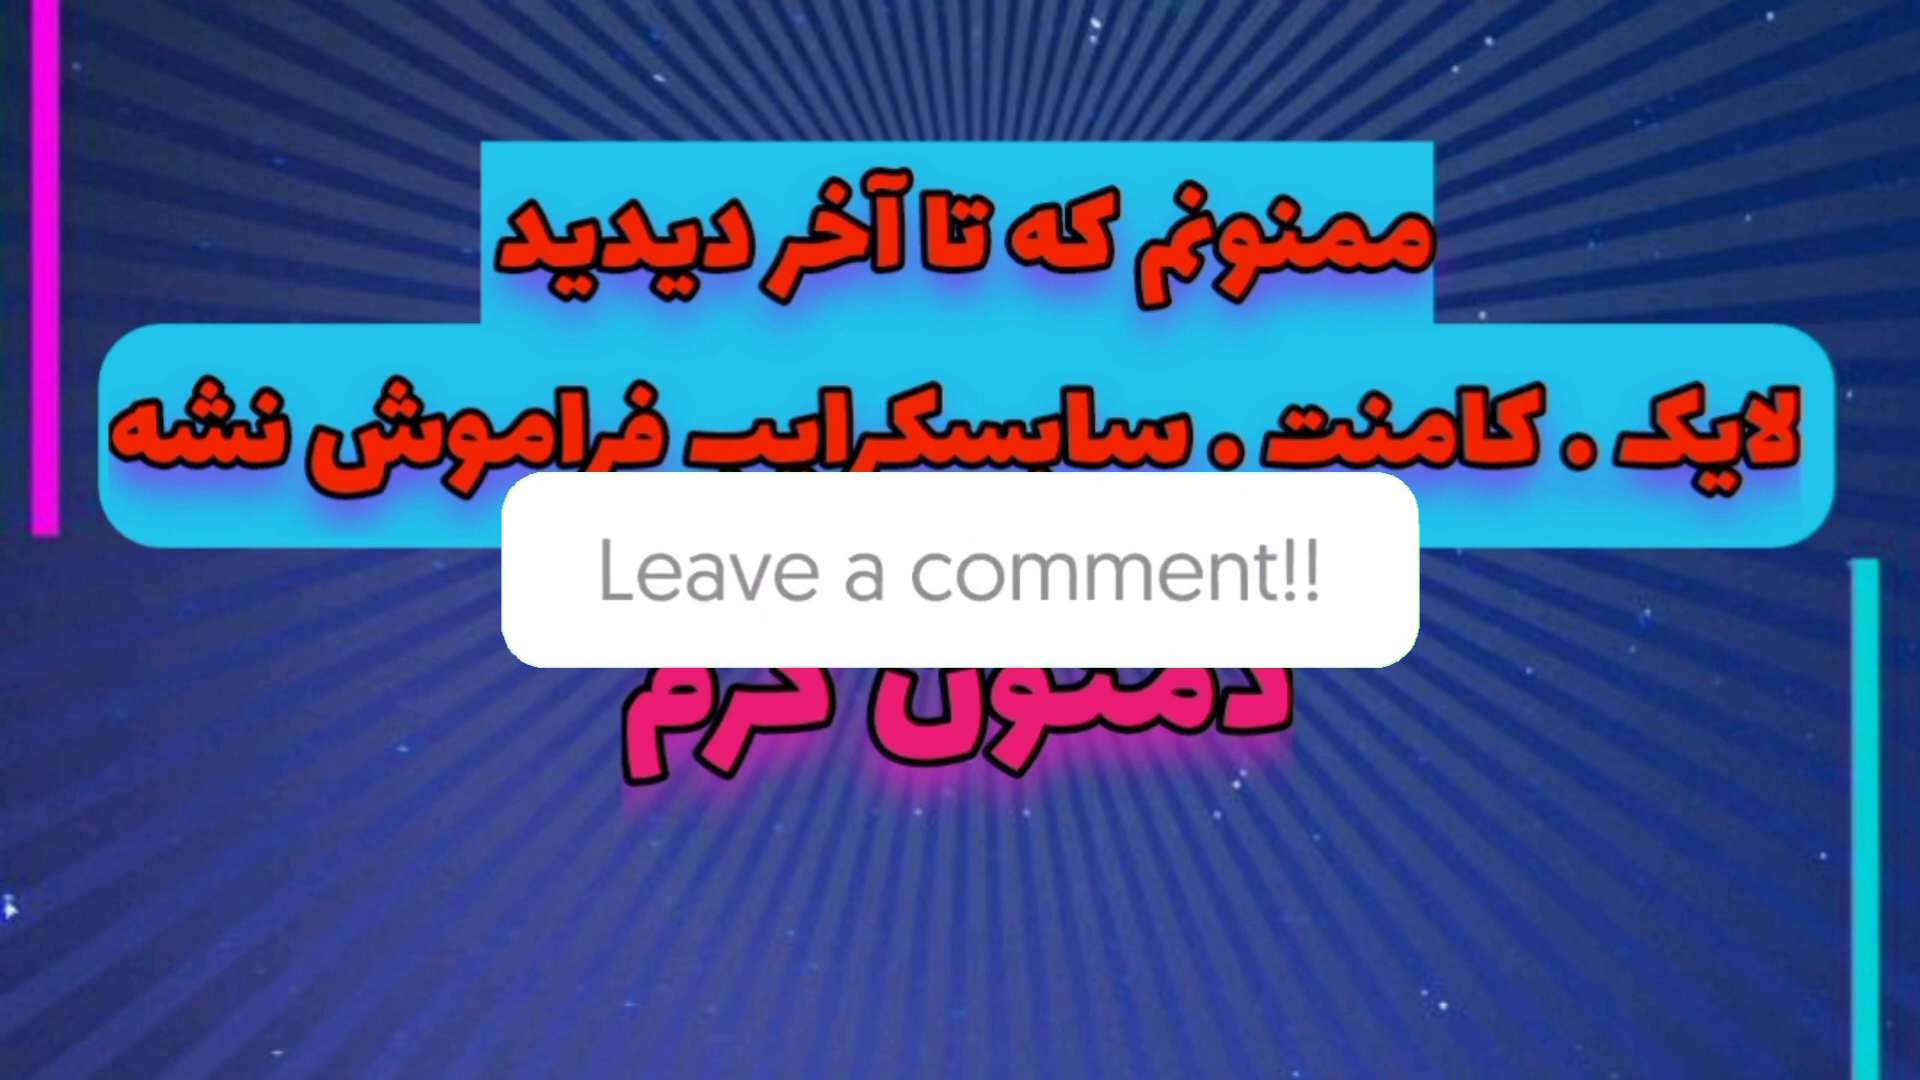 ممنونم که تا آخر دیدید
لایک . کامنت . سابسکرایب فراموش نشه
Leave a comment!!
دمتون گرم